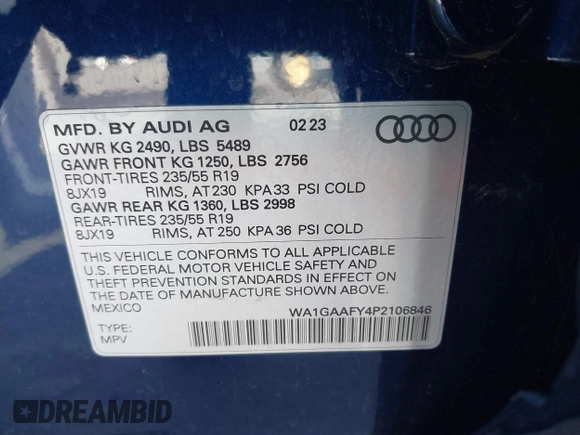 MFD. BY AUDI AG 02 23
GVWR KG 2490, LBS 5489
GAWR FRONT KG 1250, LBS 2756
FRONT-TIRES 235/55 R19
8JX19 RIMS, AT 230 KPA 33 PSI COLD
GAWR REAR KG 1360, LBS 2998
REAR-TIRES 235/55 R19
8JX19 RIMS, AT 250 KPA 36 PSI COLD
THIS VEHICLE CONFORMS TO ALL APPLICABLE
U.S. FEDERAL MOTOR VEHICLE SAFETY AND
THEFT PREVENTION STANDARDS IN EFFECT ON
THE DATE OF MANUFACTURE SHOWN ABOVE.
MEXICO
WA1GAAFY4P2106846
TYPE:
MPV
DREAMBID